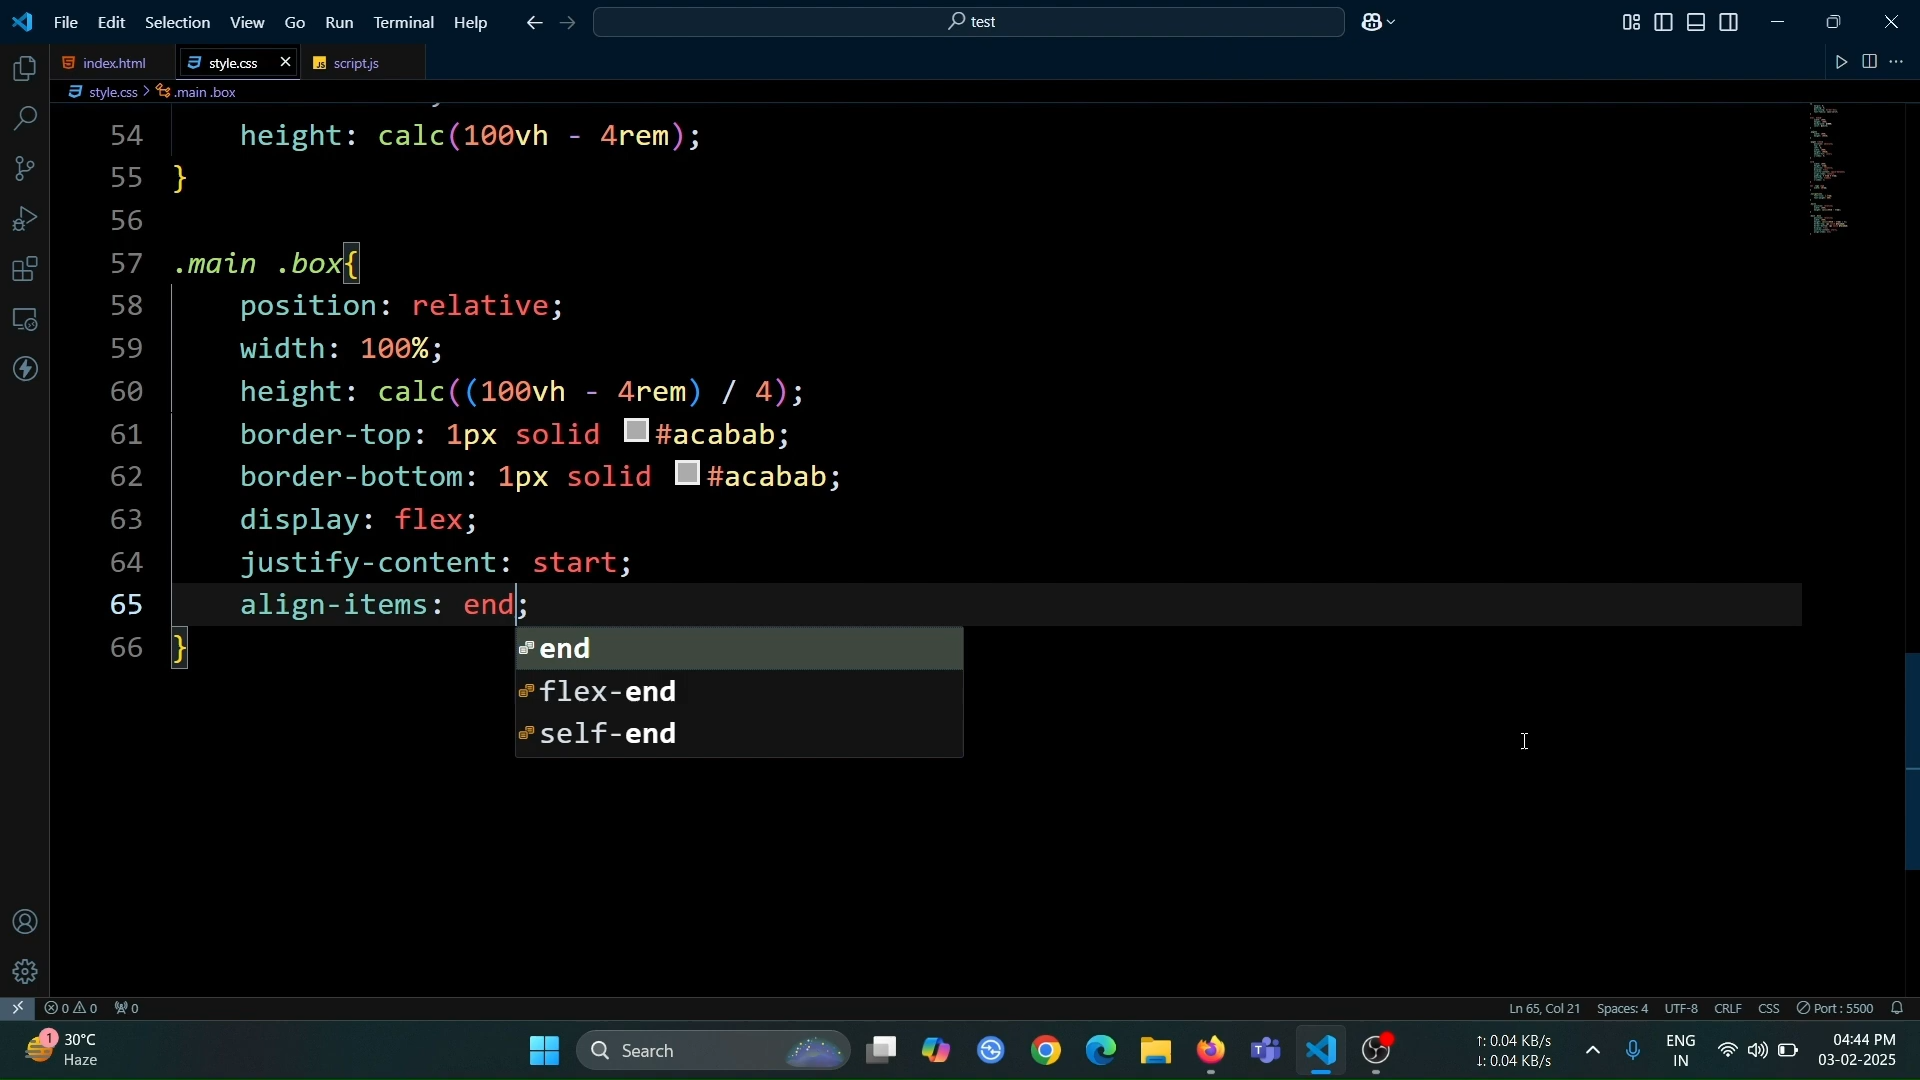 File Edit Selection View Go Run Terminal Help
test
index.html style.css script.js
style.css > .main .box
54 height: calc(100vh - 4rem);
55 }
56
57 .main .box{
58 position: relative;
59 width: 100%;
60 height: calc((100vh - 4rem) / 4);
61 border-top: 1px solid #acabab;
62 border-bottom: 1px solid #acabab;
63 display: flex;
64 justify-content: start;
65 align-items: end;
66 }
end
flex-end
self-end
0 0 0 Ln 65, Col 21 Spaces: 4 UTF-8 CRLF CSS Port : 5500
1 30°C
Haze
Search
↑: 0.04 KB/s
↓: 0.04 KB/s
ENG
IN
04:44 PM
03-02-2025